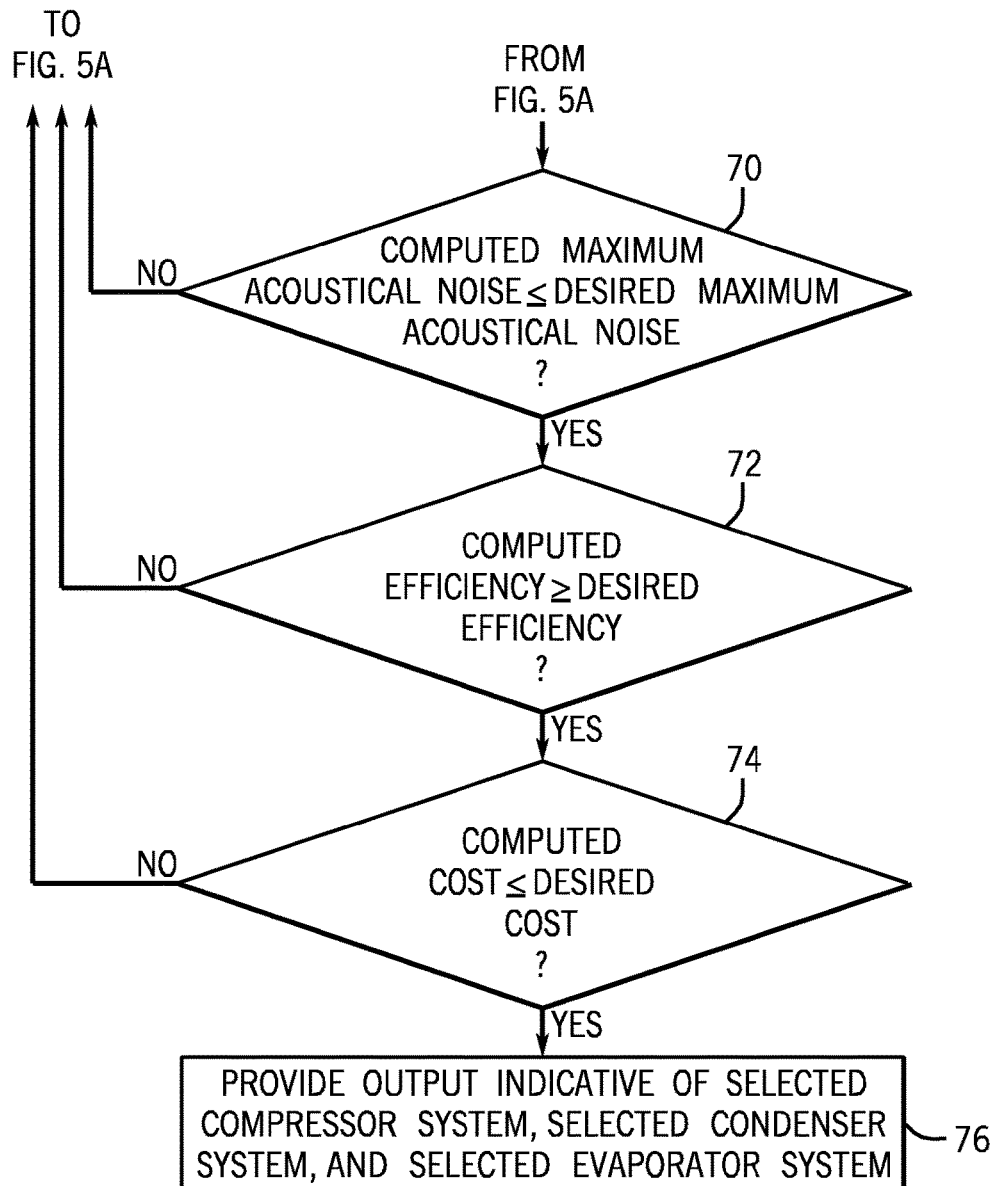 TO
FIG. 5A
FROM
FIG. 5A
70
COMPUTED MAXIMUM
ACOUSTICAL NOISE ≤ DESIRED MAXIMUM
ACOUSTICAL NOISE
?
NO
YES
72
COMPUTED
EFFICIENCY ≥ DESIRED
EFFICIENCY
?
NO
YES
74
COMPUTED
COST ≤ DESIRED
COST
?
NO
YES
PROVIDE OUTPUT INDICATIVE OF SELECTED
COMPRESSOR SYSTEM, SELECTED CONDENSER
SYSTEM, AND SELECTED EVAPORATOR SYSTEM
76